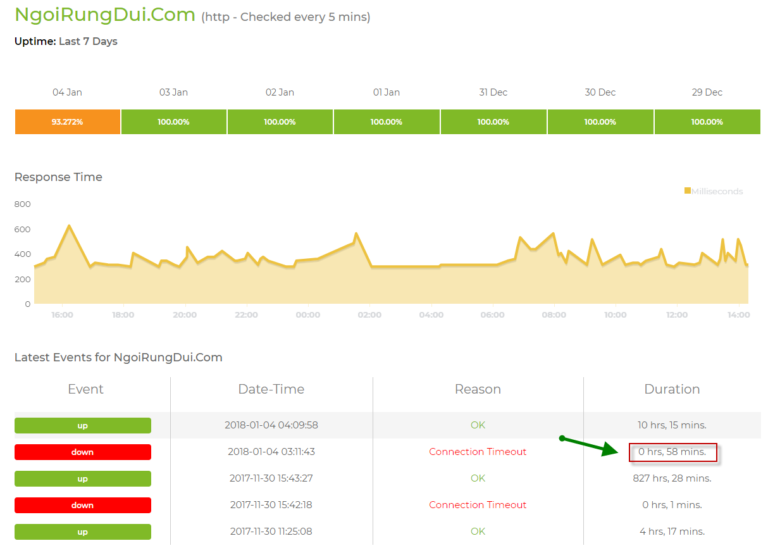 NgoiRungDui.Com (http - Checked every 5 mins)
Uptime: Last 7 Days
04 Jan 03 Jan 02 Jan 01 Jan 31 Dec 30 Dec 29 Dec
93.272% 100.00% 100.00% 100.00% 100.00% 100.00% 100.00%
Response Time
Milliseconds
800
600
400
200
0
16:00 18:00 20:00 22:00 00:00 02:00 04:00 06:00 08:00 10:00 12:00 14:00
Latest Events for NgoiRungDui.Com
Event Date-Time Reason Duration
up 2018-01-04 04:09:58 OK 10 hrs, 15 mins.
down 2018-01-04 03:11:43 Connection Timeout 0 hrs, 58 mins.
up 2017-11-30 15:43:27 OK 827 hrs, 28 mins.
down 2017-11-30 15:42:18 Connection Timeout 0 hrs, 1 mins.
up 2017-11-30 11:25:08 OK 4 hrs, 17 mins.